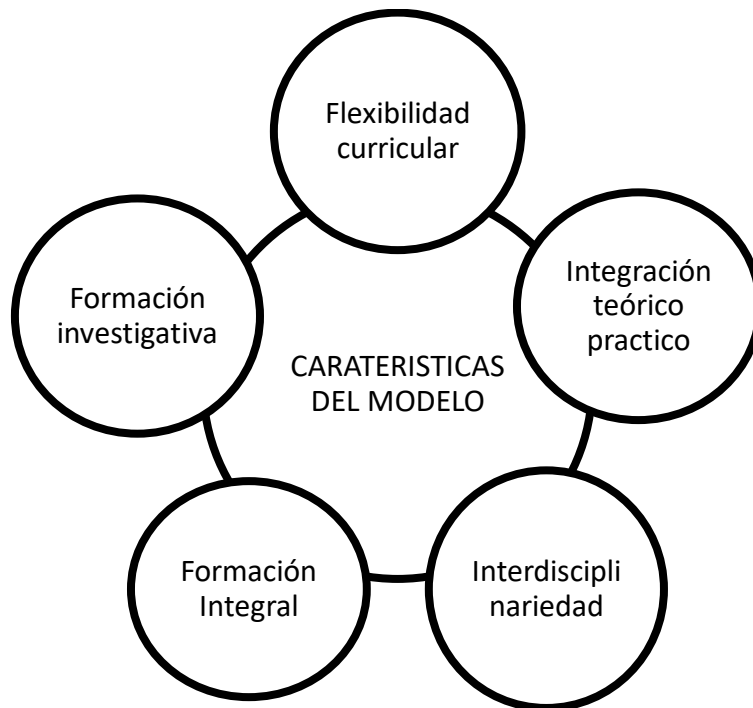 Flexibilidad
curricular
Integración
teórico
practico
Formación
investigativa
CARATERISTICAS
DEL MODELO
Formación
Integral
Interdiscipli
nariedad